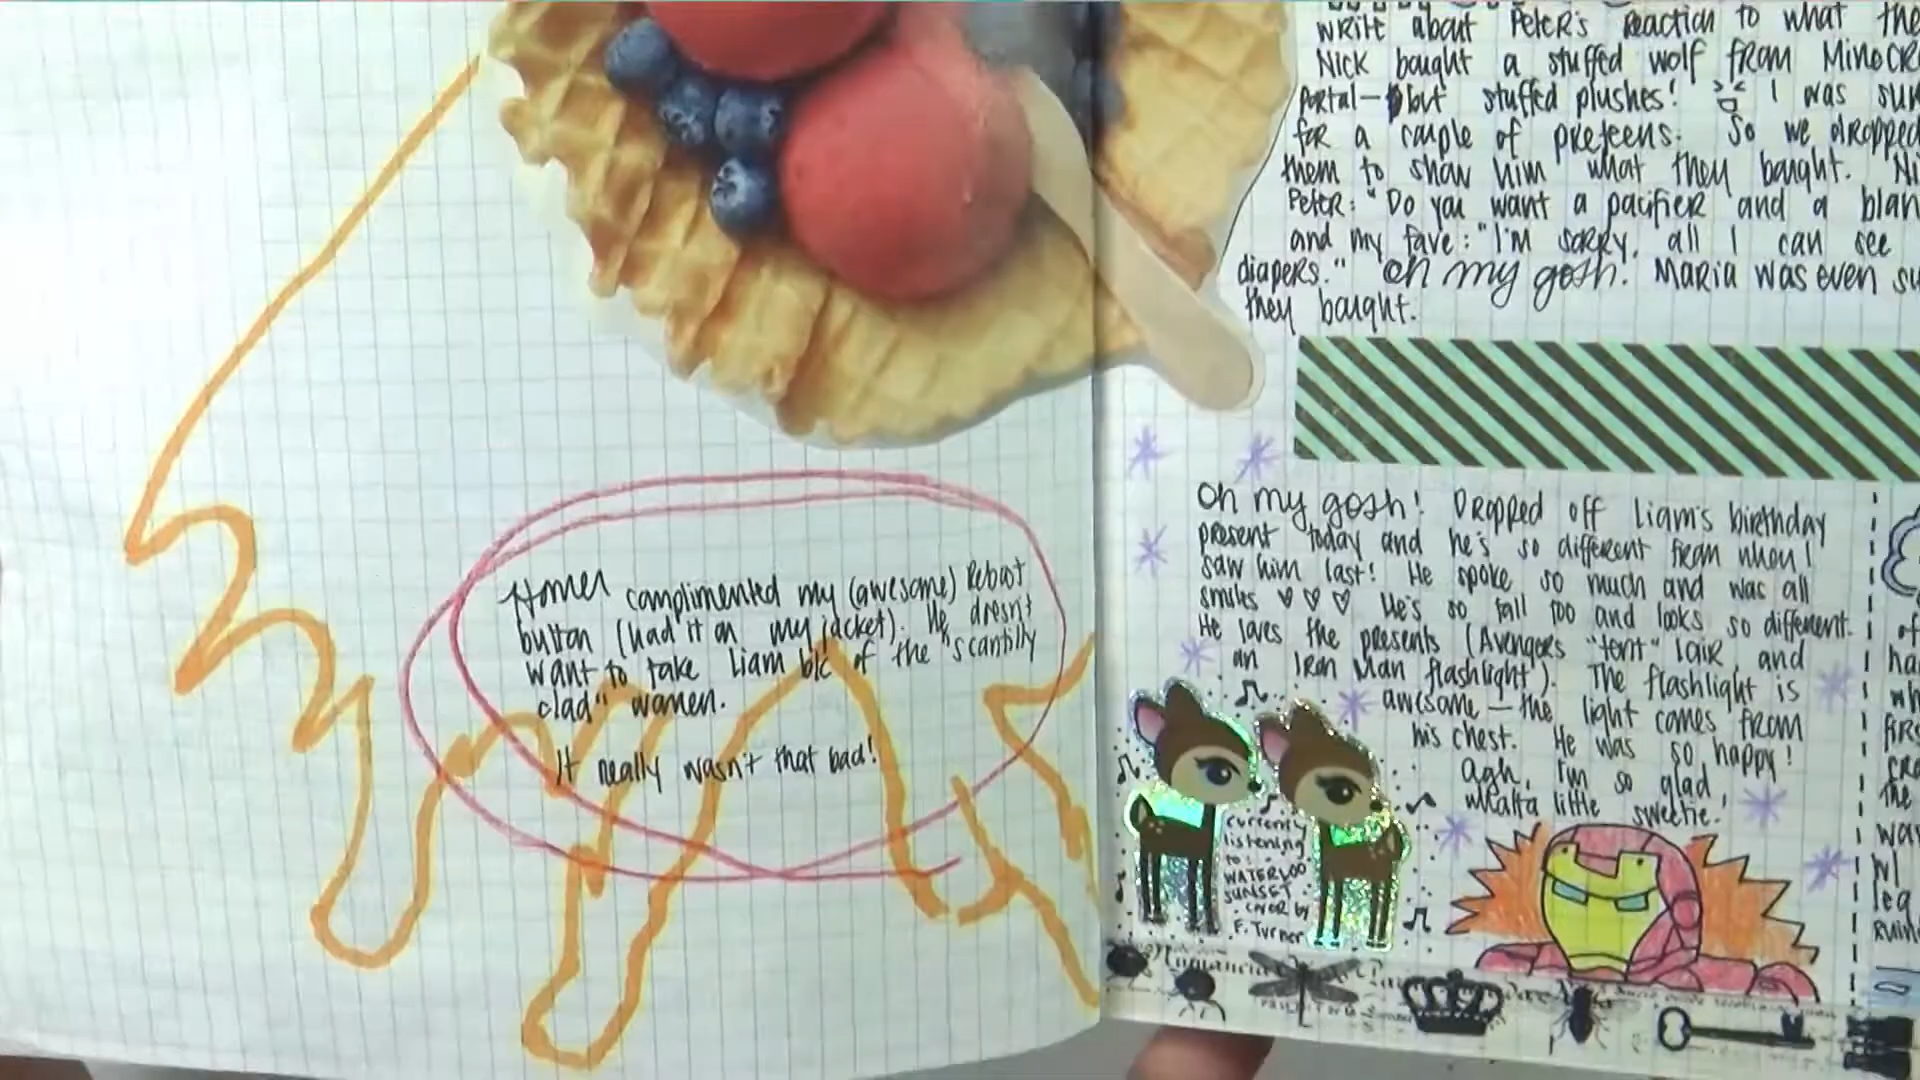 Homer complimented my (awesome) Reboot
button (had it on my jacket). He doesn't
want to take Liam b/c of the "scantilly
clad" women.
It really wasn't that bad!
write about Peter's reaction to what the
Nick bought a stuffed wolf from Minecr
Portal— but stuffed plushes! I was sur
for a couple of preteens. So we dropped
them to show him what they bought. Ni
Peter: "Do you want a pacifier and a blan
and my fave: "I'm sorry, all I can see
diapers." Oh my gosh. Maria was even su
they bought.
Oh my gosh! Dropped off Liam's birthday
present today and he's so different from when I
saw him last! He spoke so much and was all
smiles ♡ ♡ ♡ He's so tall too and looks so different.
He loves the presents (Avengers "tent" lair, and
an Iron Man flashlight). The flashlight is
awesome — the light comes from
his chest. He was so happy!
Agh, I'm so glad
whatta little sweetie!
currently
listening
to:
WATERLOO
SUNSET
cover by
F. Turner